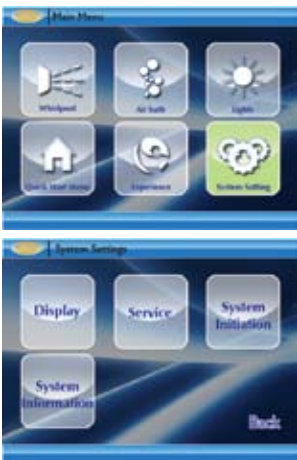 Main Menu
Whirlpool
Air bath
Lights
Quick start menu
Experience
System Setting
System Settings
Display
Service
System
Initiation
System
Information
Back